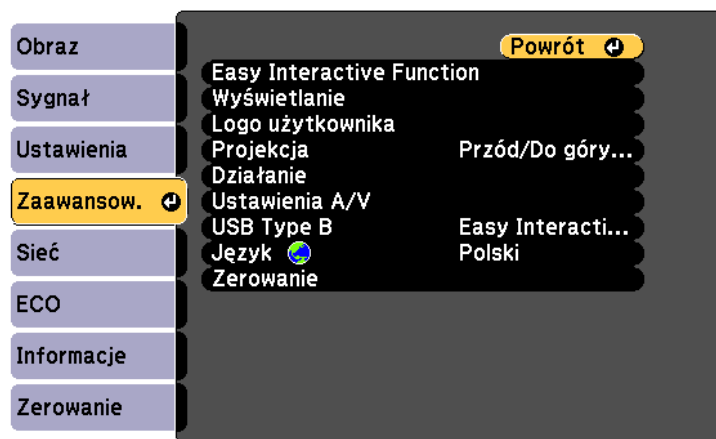 Obraz
Sygnał
Ustawienia
Zaawansow.
Sieć
ECO
Informacje
Zerowanie
Powrót
Easy Interactive Function
Wyświetlanie
Logo użytkownika
Projekcja Przód/Do góry...
Działanie
Ustawienia A/V
USB Type B Easy Interacti...
Język Polski
Zerowanie